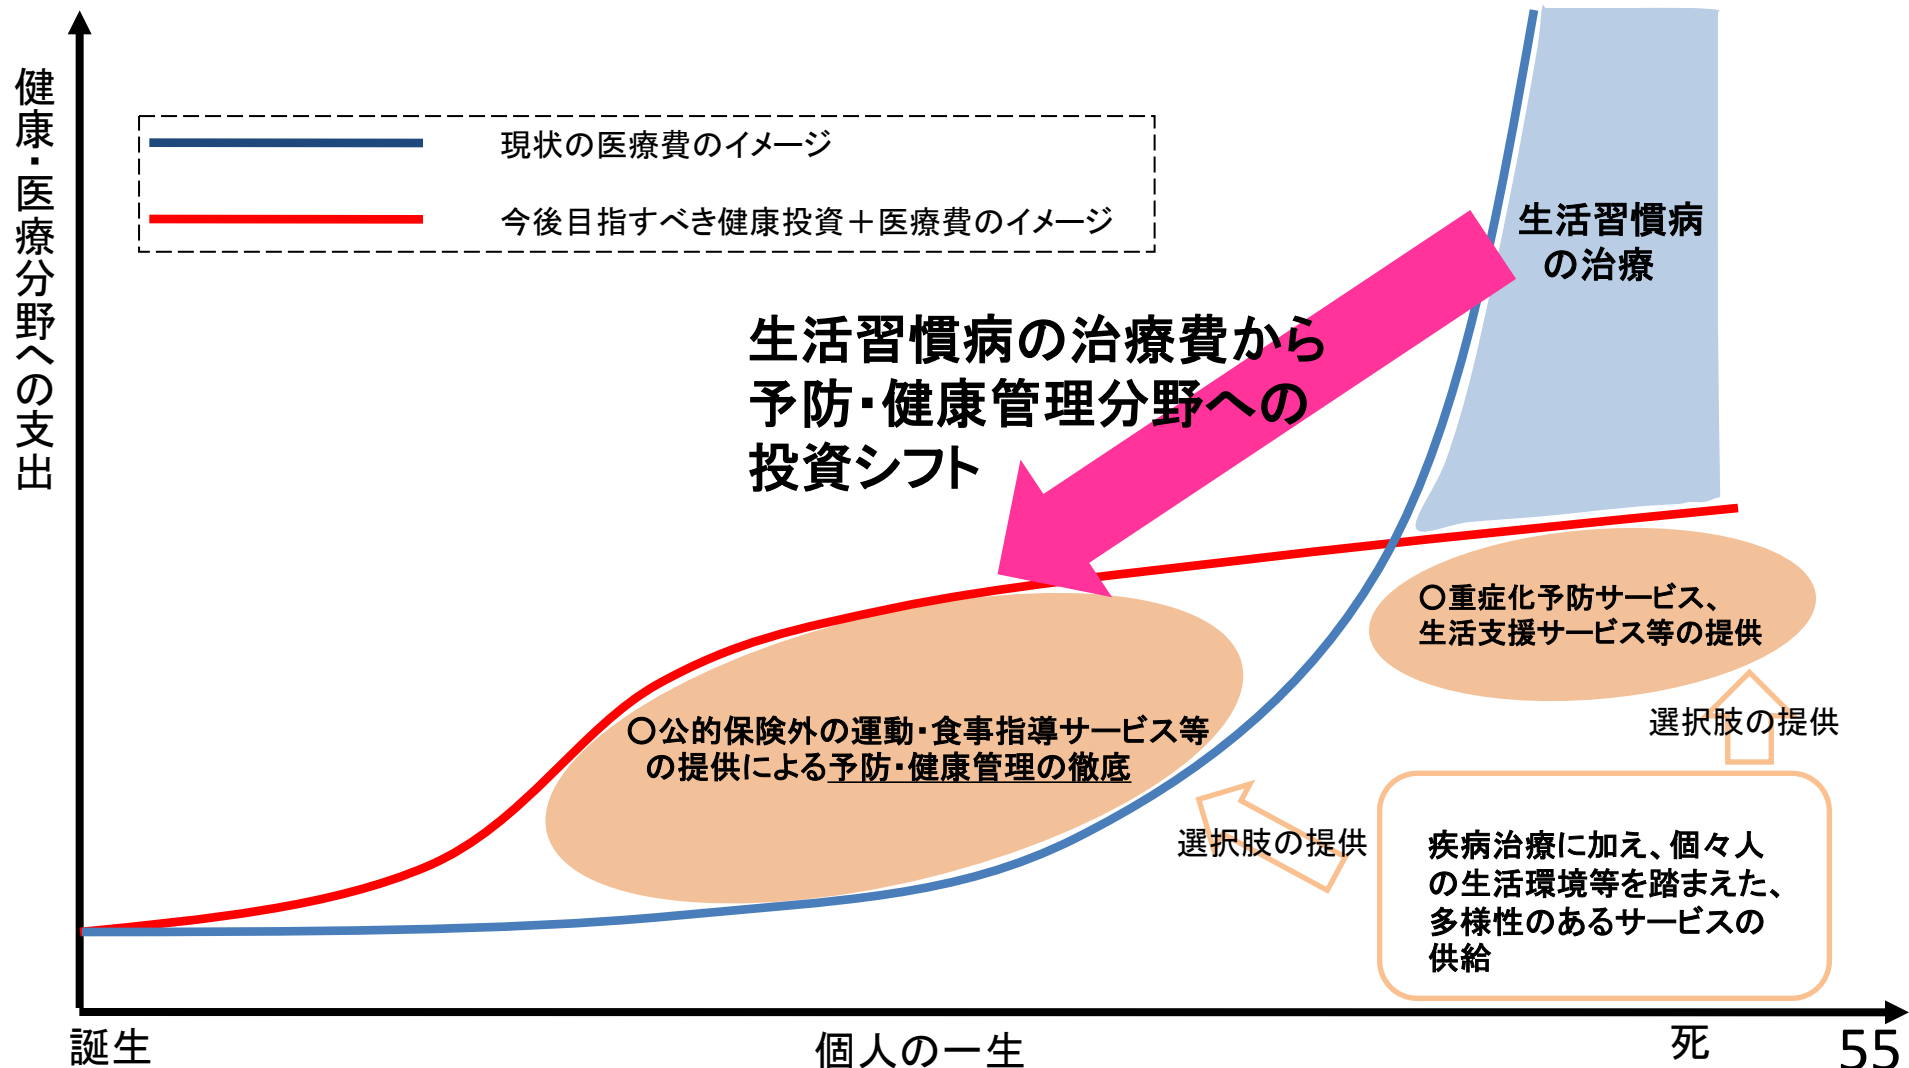 健康・医療分野への支出
現状の医療費のイメージ
今後目指すべき健康投資＋医療費のイメージ
生活習慣病
の治療
生活習慣病の治療費から
予防・健康管理分野への
投資シフト
〇重症化予防サービス、
生活支援サービス等の提供
選択肢の提供
〇公的保険外の運動・食事指導サービス等
の提供による予防・健康管理の徹底
選択肢の提供
疾病治療に加え、個々人
の生活環境等を踏まえた、
多様性のあるサービスの
供給
誕生
個人の一生
死
55